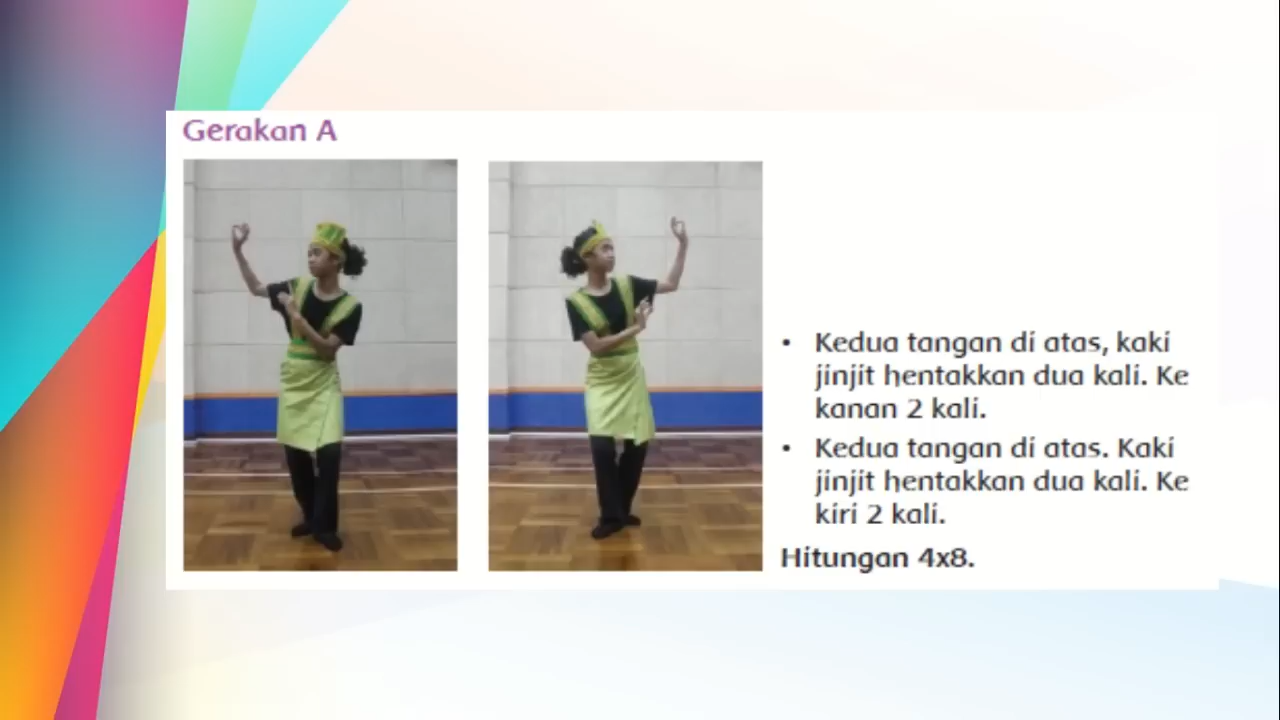 Gerakan A
• Kedua tangan di atas, kaki
jinjit hentakkan dua kali. Ke
kanan 2 kali.
• Kedua tangan di atas. Kaki
jinjit hentakkan dua kali. Ke
kiri 2 kali.
Hitungan 4x8.